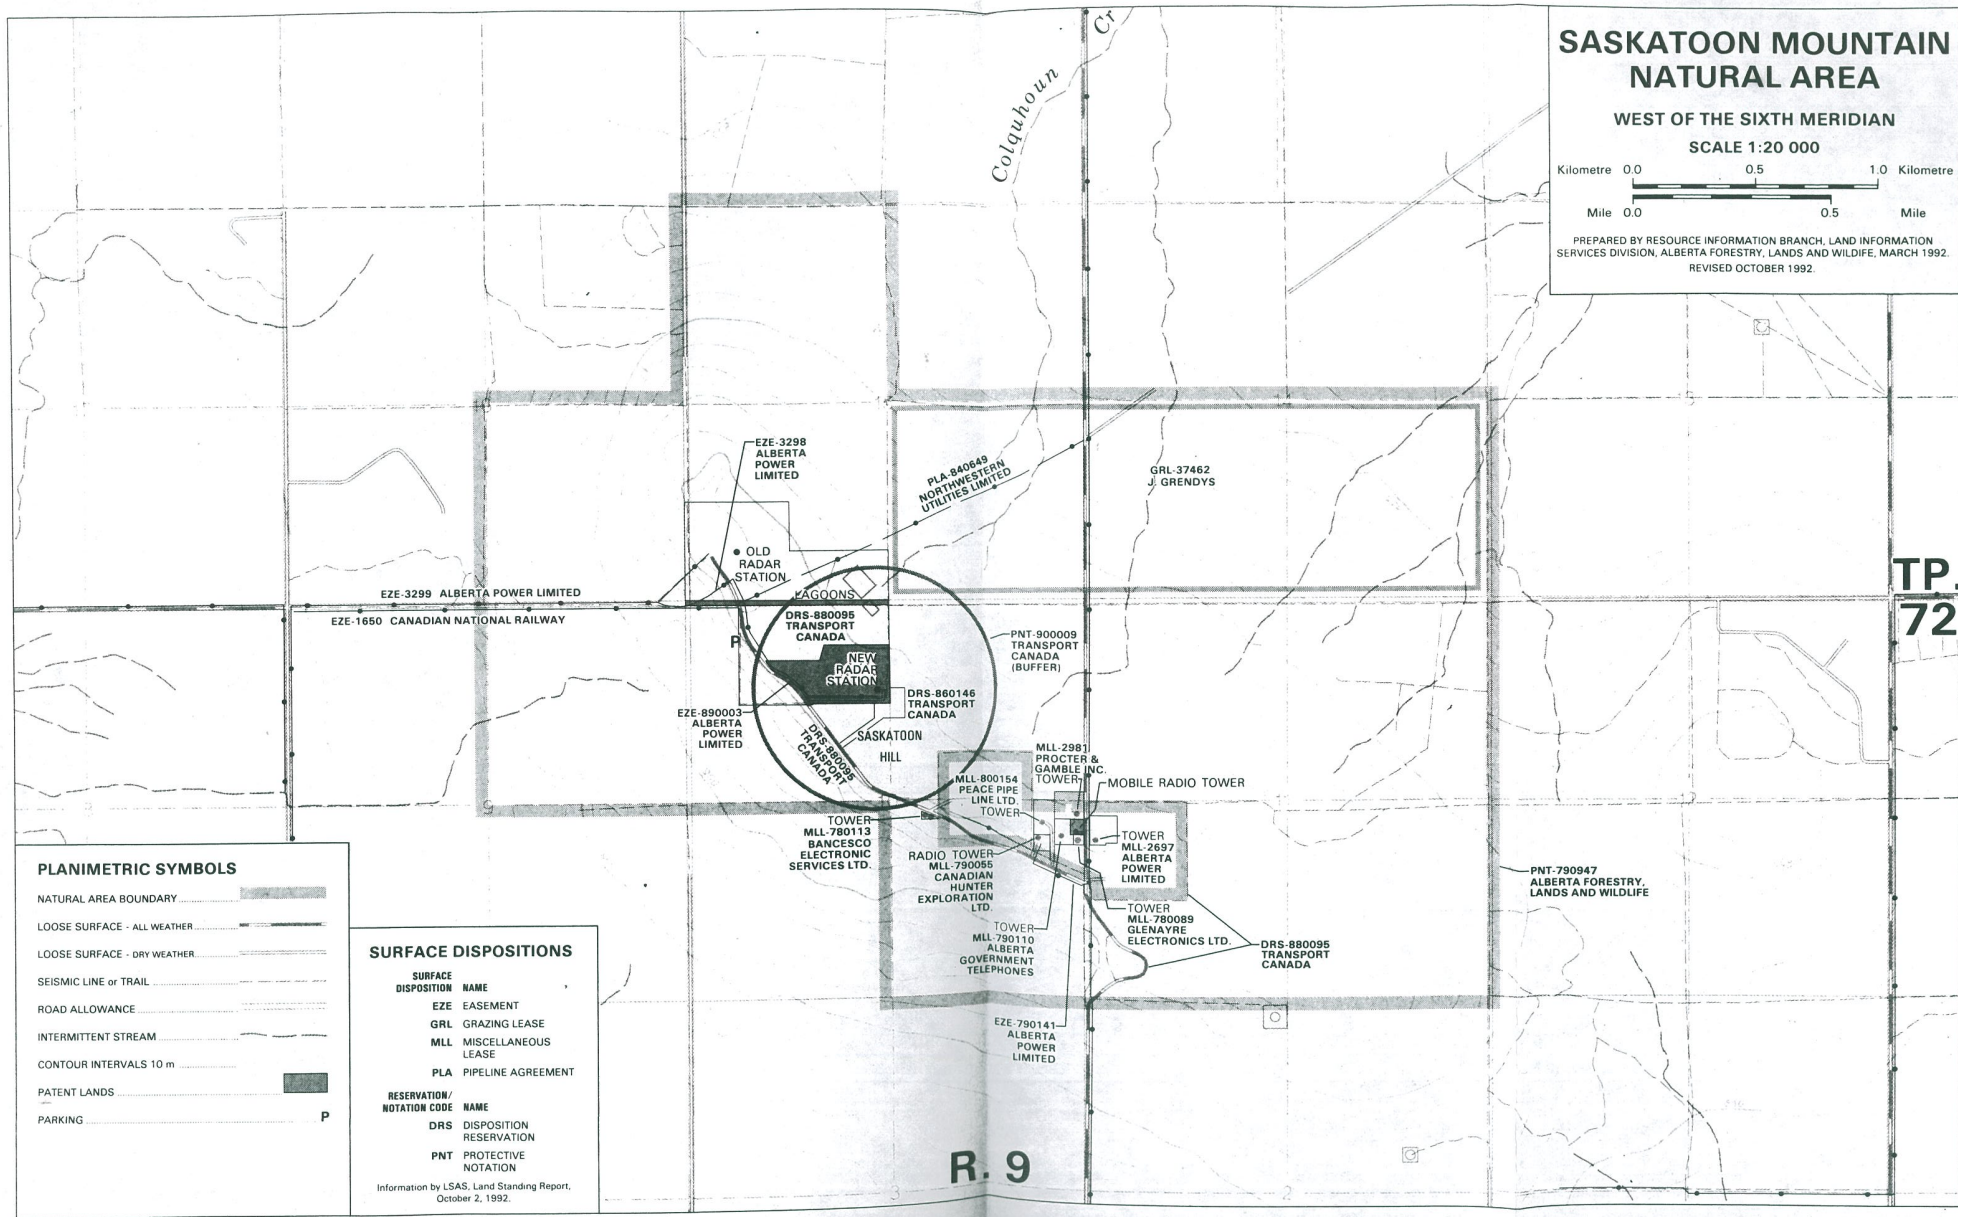 SASKATOON MOUNTAIN
NATURAL AREA
WEST OF THE SIXTH MERIDIAN
SCALE 1:20 000
Kilometre 0.0 0.5 1.0 Kilometre
Mile 0.0 0.5 Mile
PREPARED BY RESOURCE INFORMATION BRANCH, LAND INFORMATION
SERVICES DIVISION, ALBERTA FORESTRY, LANDS AND WILDIFE, MARCH 1992.
REVISED OCTOBER 1992.
Colquhoun Cr
EZE-3298
ALBERTA
POWER
LIMITED
PLA-840649
NORTHWESTERN
UTILITIES LIMITED
GRL-37462
J. GRENDYS
OLD
RADAR
STATION
LAGOONS
EZE-3299 ALBERTA POWER LIMITED
EZE-1650 CANADIAN NATIONAL RAILWAY
TP.
72
DRS-880095
TRANSPORT
CANADA
P
PNT-900009
TRANSPORT
CANADA
(BUFFER)
NEW
RADAR
STATION
DRS-860146
TRANSPORT
CANADA
EZE-890003
ALBERTA
POWER
LIMITED
DRS-880095
TRANSPORT
CANADA
SASKATOON
HILL
MLL-2981
PROCTER &
GAMBLE INC.
TOWER
MOBILE RADIO TOWER
MLL-800154
PEACE PIPE
LINE LTD.
TOWER
9
TOWER
MLL-780113
BANCESCO
ELECTRONIC
SERVICES LTD.
RADIO TOWER
MLL-790055
CANADIAN
HUNTER
EXPLORATION
LTD.
TOWER
MLL-2697
ALBERTA
POWER
LIMITED
PNT-790947
ALBERTA FORESTRY,
LANDS AND WILDLIFE
TOWER
MLL-780089
GLENAYRE
ELECTRONICS LTD.
TOWER
MLL-790110
ALBERTA
GOVERNMENT
TELEPHONES
DRS-880095
TRANSPORT
CANADA
EZE-790141
ALBERTA
POWER
LIMITED
R. 9
3
2
PLANIMETRIC SYMBOLS
NATURAL AREA BOUNDARY
LOOSE SURFACE - ALL WEATHER
LOOSE SURFACE - DRY WEATHER
SEISMIC LINE or TRAIL
ROAD ALLOWANCE
INTERMITTENT STREAM
CONTOUR INTERVALS 10 m
PATENT LANDS
PARKING P
SURFACE DISPOSITIONS
SURFACE
DISPOSITION NAME
EZE EASEMENT
GRL GRAZING LEASE
MLL MISCELLANEOUS
LEASE
PLA PIPELINE AGREEMENT
RESERVATION/
NOTATION CODE NAME
DRS DISPOSITION
RESERVATION
PNT PROTECTIVE
NOTATION
Information by LSAS, Land Standing Report,
October 2, 1992.